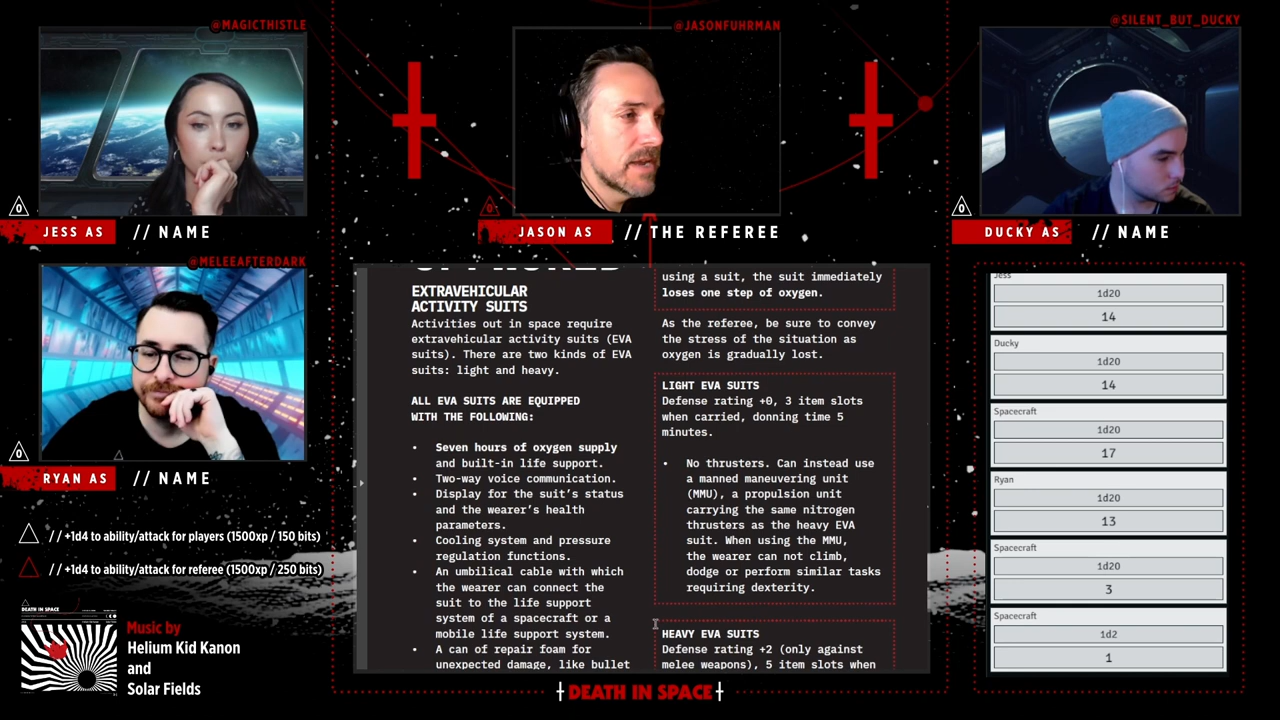 @MAGICTHISTLE
@JASONFUHRMAN
@SILENT_BUT_DUCKY
0
0
0
JESS AS // NAME
JASON AS // THE REFEREE
DUCKY AS // NAME
@MELEEAFTERDARK
0
RYAN AS // NAME
// +1d4 to ability/attack for players (1500xp / 150 bits)
// +1d4 to ability/attack for referee (1500xp / 250 bits)
DEATH IN SPACE
Music by
Helium Kid Kanon
and
Solar Fields
EXTRAVEHICULAR
ACTIVITY SUITS
Activities out in space require
extravehicular activity suits (EVA
suits). There are two kinds of EVA
suits: light and heavy.
ALL EVA SUITS ARE EQUIPPED
WITH THE FOLLOWING:
• Seven hours of oxygen supply
and built-in life support.
• Two-way voice communication.
• Display for the suit’s status
and the wearer’s health
parameters.
• Cooling system and pressure
regulation functions.
• An umbilical cable with which
the wearer can connect the
suit to the life support
system of a spacecraft or a
mobile life support system.
• A can of repair foam for
unexpected damage, like bullet
using a suit, the suit immediately
loses one step of oxygen.
As the referee, be sure to convey
the stress of the situation as
oxygen is gradually lost.
LIGHT EVA SUITS
Defense rating +0, 3 item slots
when carried, donning time 5
minutes.
• No thrusters. Can instead use
a manned maneuvering unit
(MMU), a propulsion unit
carrying the same nitrogen
thrusters as the heavy EVA
suit. When using the MMU,
the wearer can not climb,
dodge or perform similar tasks
requiring dexterity.
HEAVY EVA SUITS
Defense rating +2 (only against
melee weapons), 5 item slots when
Jess
1d20
14
Ducky
1d20
14
Spacecraft
1d20
17
Ryan
1d20
13
Spacecraft
1d20
3
Spacecraft
1d2
1
DEATH IN SPACE